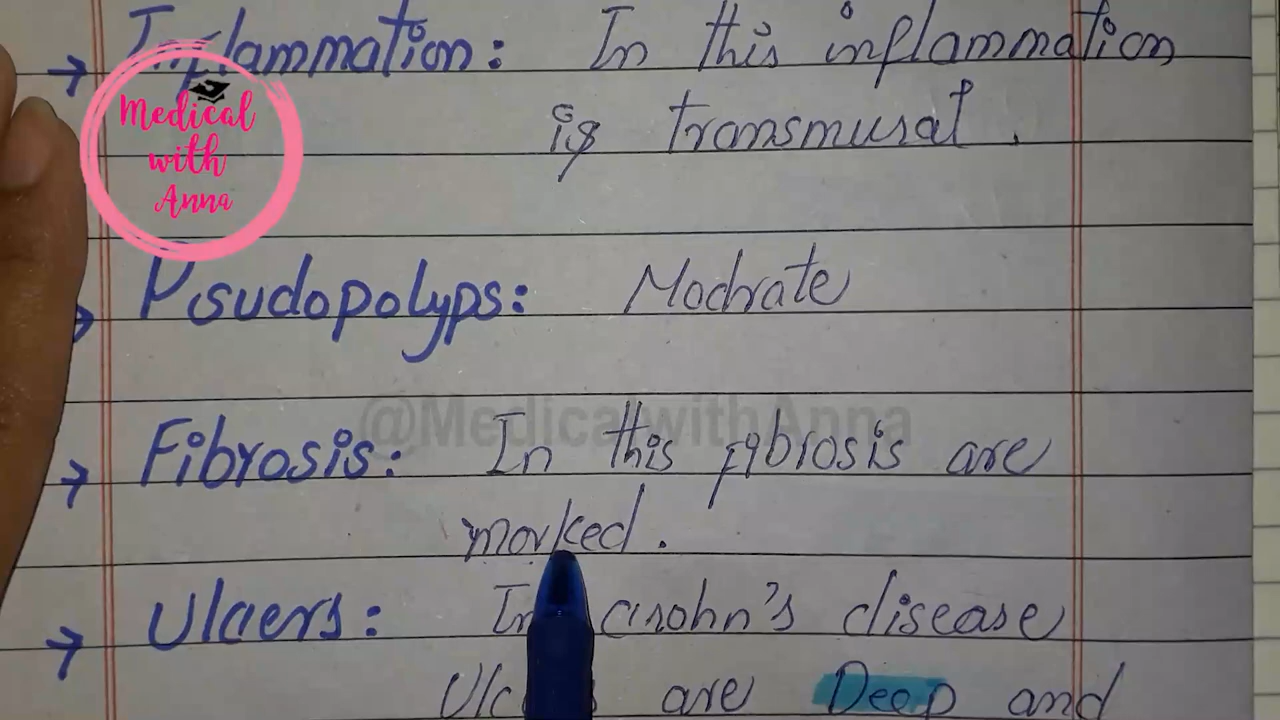 → Inflammation: In this inflammation
is transmural.
Medical
with
Anna
→ Psudopolyps: Modrate
@MedicalwithAnna
→ Fibrosis: In this fibrosis are
marked.
→ Ulcers: In crohn's disease
are Deep and